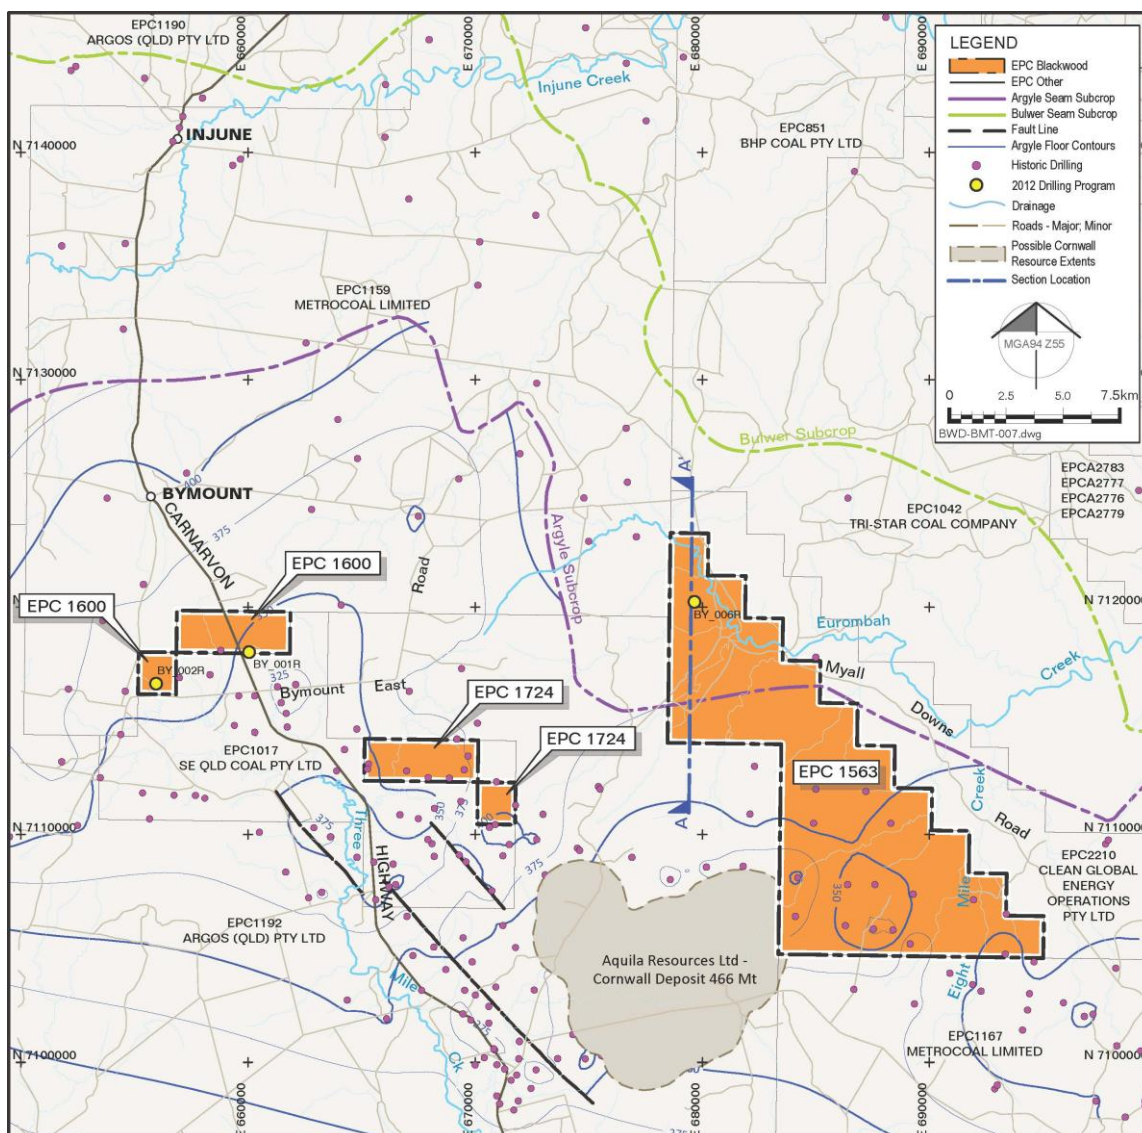 EPC1190
ARGOS (QLD) PTY LTD
E 660000
E 670000
E 680000
E 690000
Injune Creek
INJUNE
N 7140000
EPC851
BHP COAL PTY LTD
LEGEND
EPC Blackwood
EPC Other
Argyle Seam Subcrop
Bulwer Seam Subcrop
Fault Line
Argyle Floor Contours
Historic Drilling
2012 Drilling Program
Drainage
Roads - Major; Minor
Possible Cornwall
Resource Extents
Section Location
MGA94 Z55
0 2.5 5.0 7.5km
BWD-BMT-007.dwg
EPC1159
METROCOAL LIMITED
N 7130000
Bulwer Subcrop
A'
400
BYMOUNT
CARNARVON
375
EPCA2783
EPCA2777
EPCA2776
EPCA2779
EPC1042
TRI-STAR COAL COMPANY
Argyle Subcrop
Road
EPC 1600
EPC 1600
350
N 7120000
BY_006R
Eurombah
Creek
BY_002R
BY_001R
325
Bymount East
Myall
Downs
Road
EPC 1724
EPC 1724
EPC1017
SE QLD COAL PTY LTD
EPC 1563
Creek
350
375
A
N 7110000
375
Three
HIGHWAY
375
EPC2210
CLEAN GLOBAL
ENERGY
OPERATIONS
PTY LTD
350
Mile
EPC1192
ARGOS (QLD) PTY LTD
Aquila Resources Ltd -
Cornwall Deposit 466 Mt
Eight
Mile
375
Ck
EPC1167
METROCOAL LIMITED
N 7100000
N 7100000
E 660000
E 670000
E 680000
E 690000